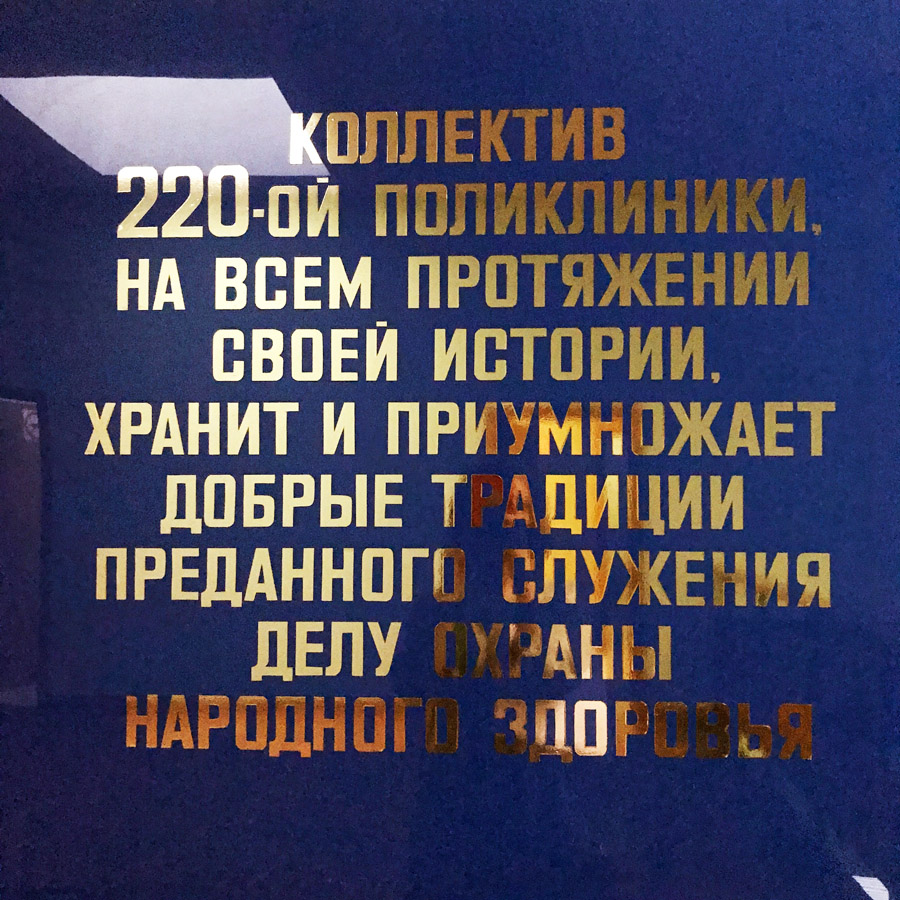 КОЛЛЕКТИВ
220-ОЙ ПОЛИКЛИНИКИ,
НА ВСЕМ ПРОТЯЖЕНИИ
СВОЕЙ ИСТОРИИ,
ХРАНИТ И ПРИУМНОЖАЕТ
ДОБРЫЕ ТРАДИЦИИ
ПРЕДАННОГО СЛУЖЕНИЯ
ДЕЛУ ОХРАНЫ
НАРОДНОГО ЗДОРОВЬЯ